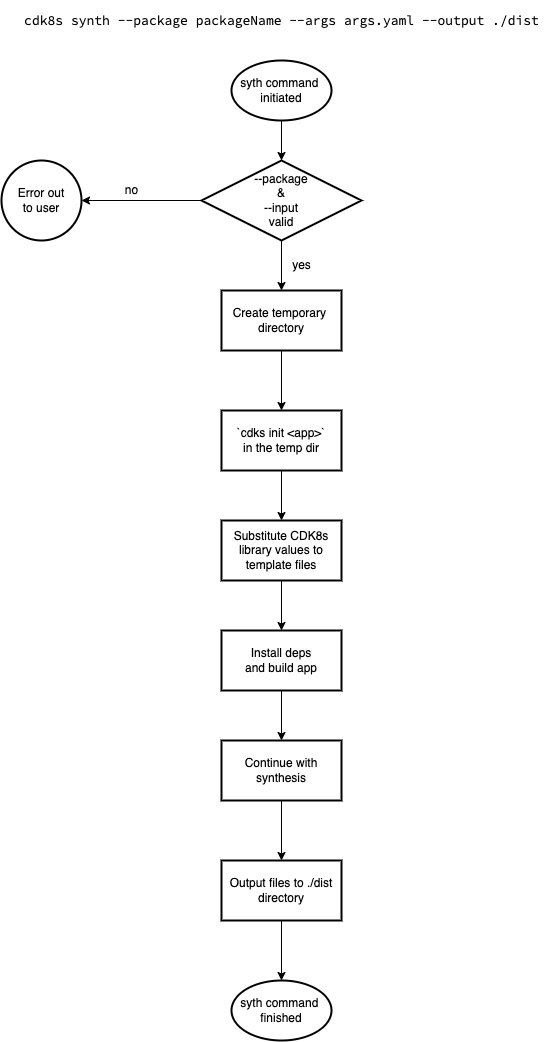 cdk8s synth --package packageName --args args.yaml --output ./dist
syth command
initiated
--package
&
--input
valid
no
Error out
to user
yes
Create temporary
directory
`cdks init <app>`
in the temp dir
Substitute CDK8s
library values to
template files
Install deps
and build app
Continue with
synthesis
Output files to ./dist
directory
syth command
finished